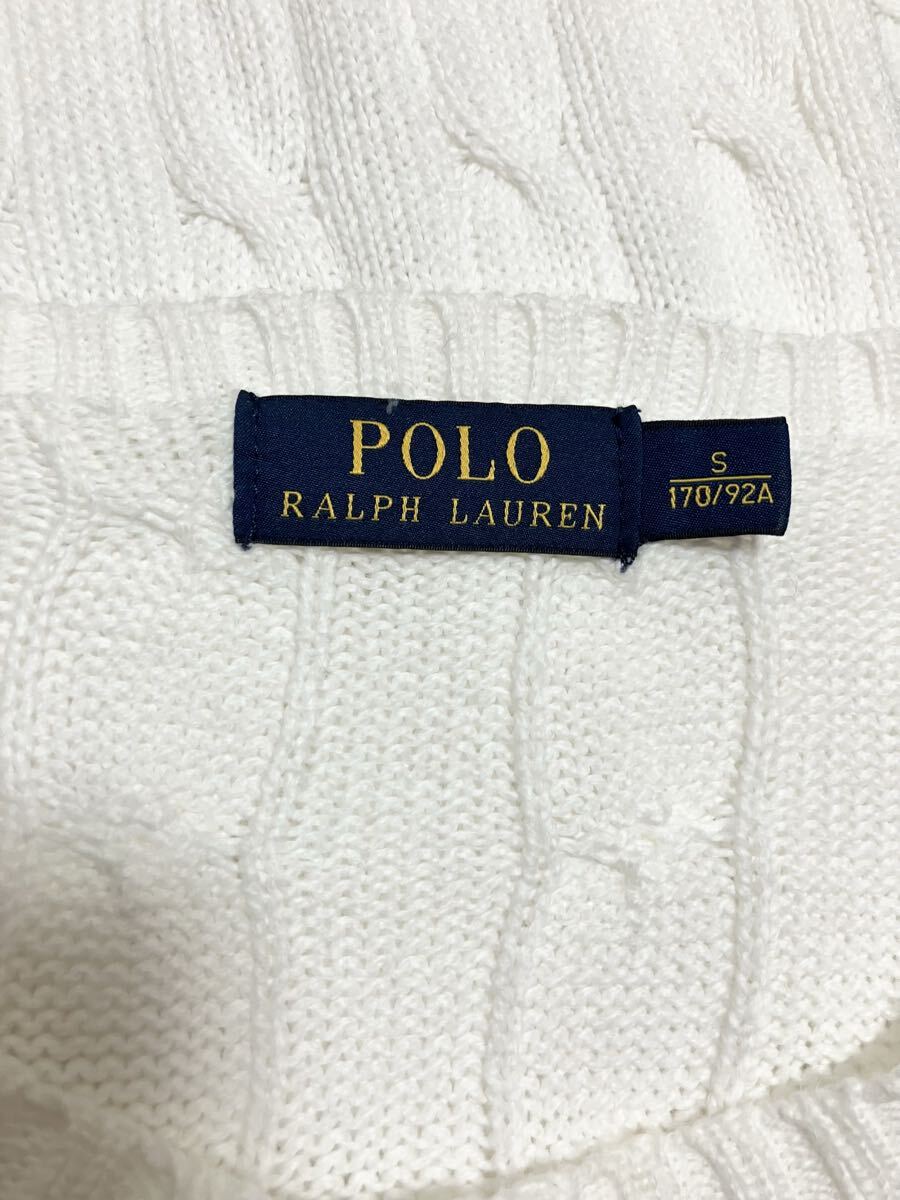 POLO
RALPH LAUREN
S
170/92A